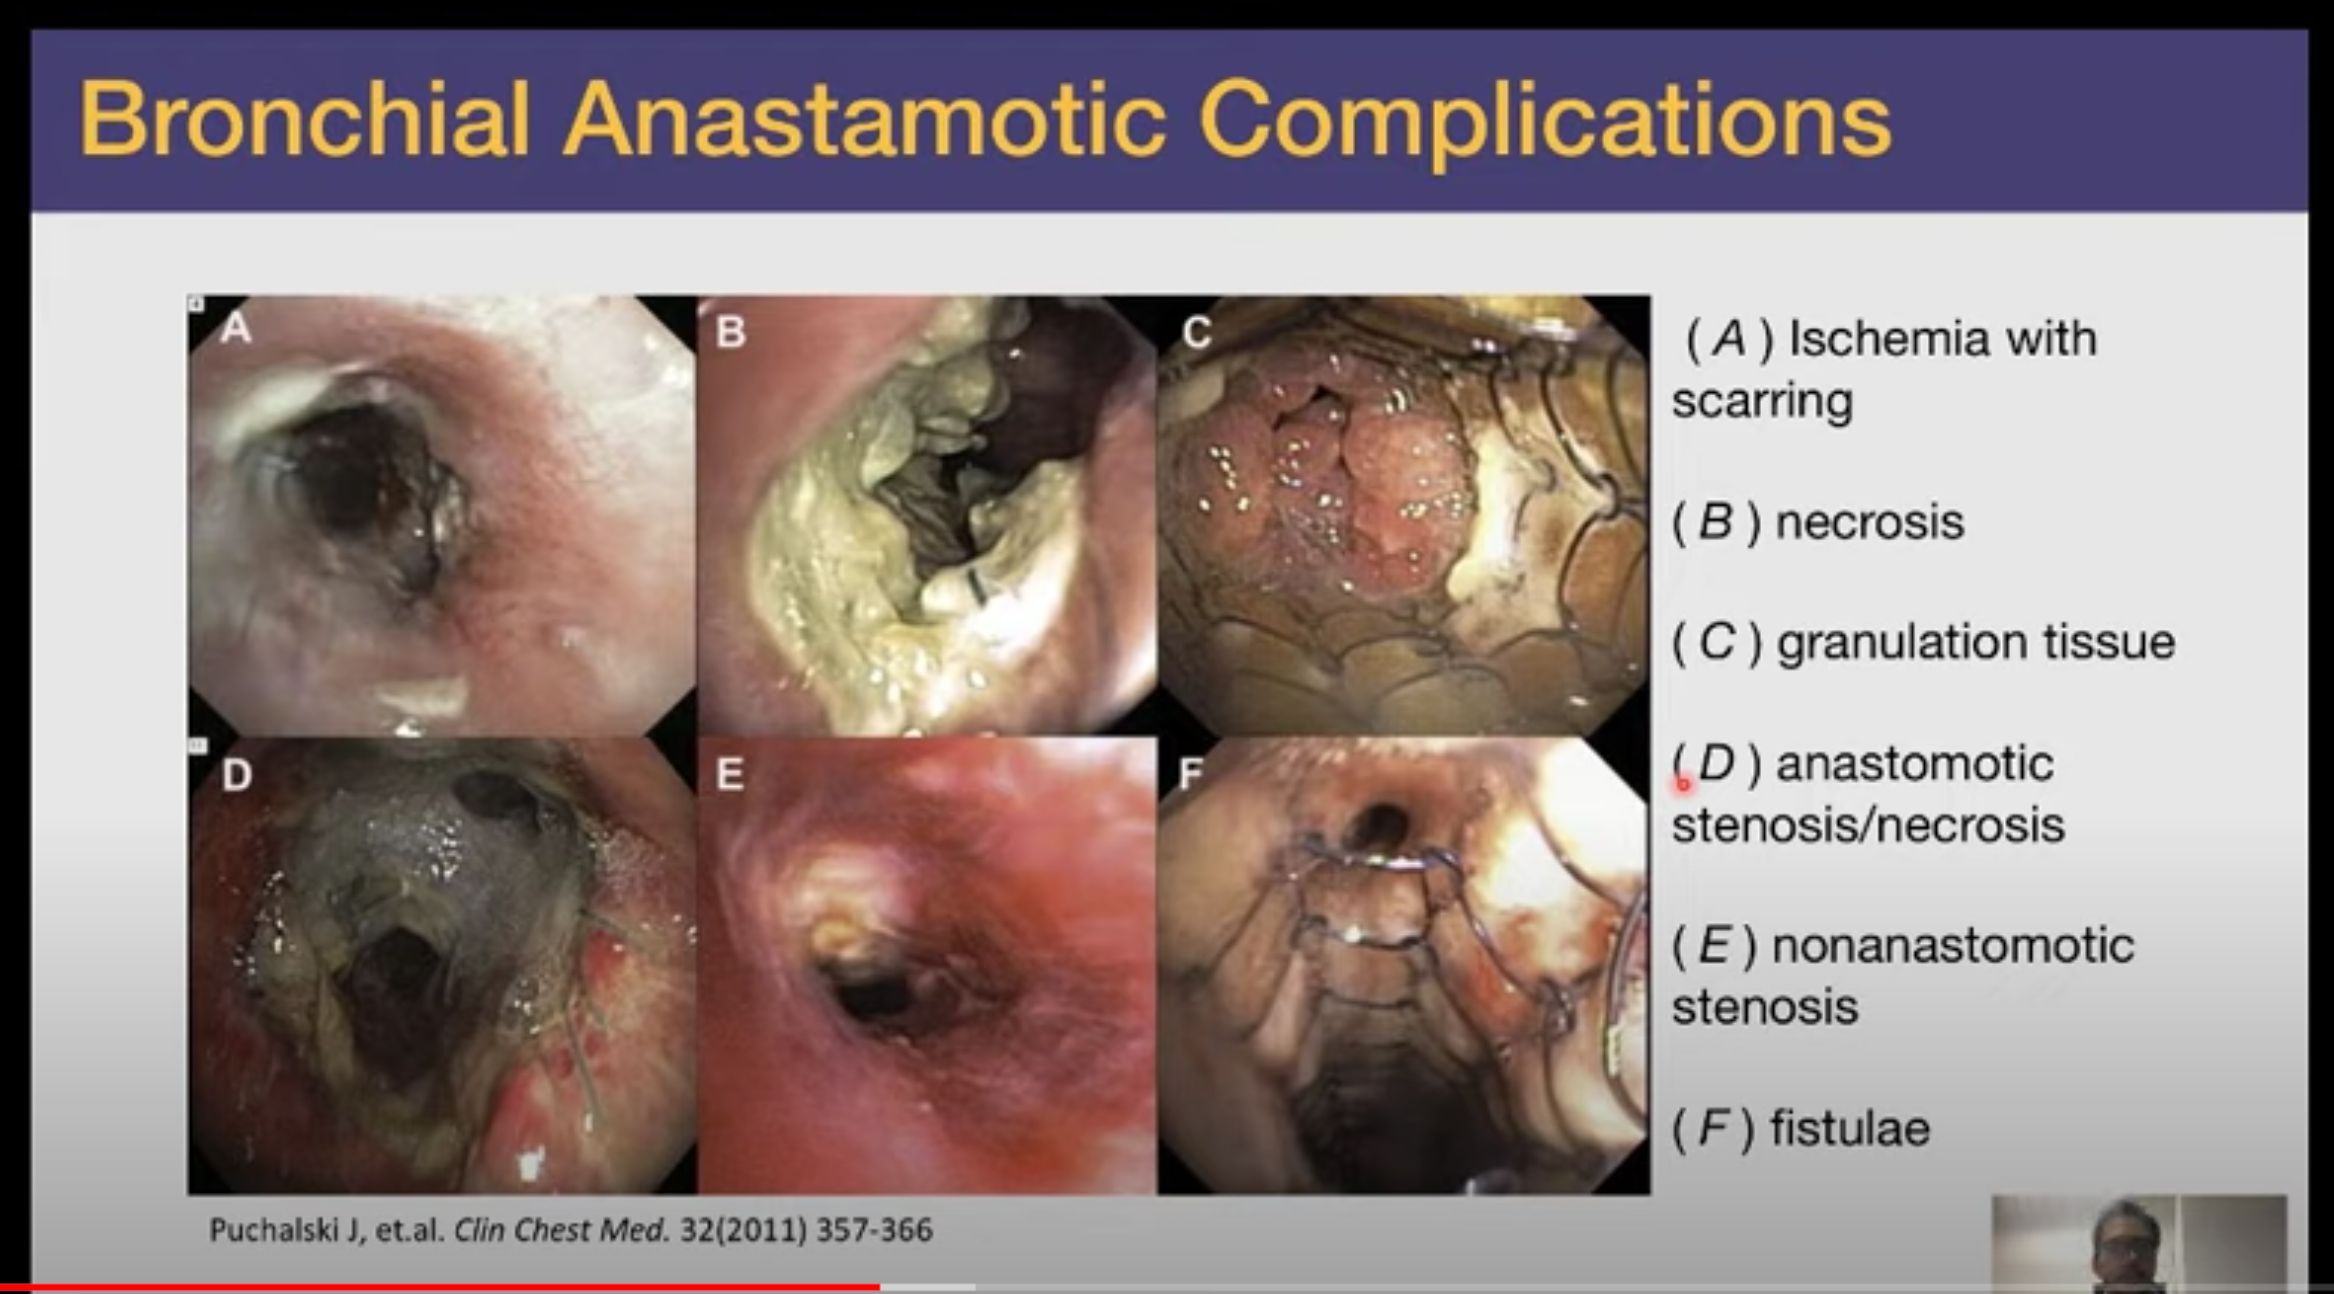 Bronchial Anastamotic Complications
A
B
C
D
E
F
( A ) Ischemia with
scarring
( B ) necrosis
( C ) granulation tissue
( D ) anastomotic
stenosis/necrosis
( E ) nonanastomotic
stenosis
( F ) fistulae
Puchalski J, et.al. Clin Chest Med. 32(2011) 357-366